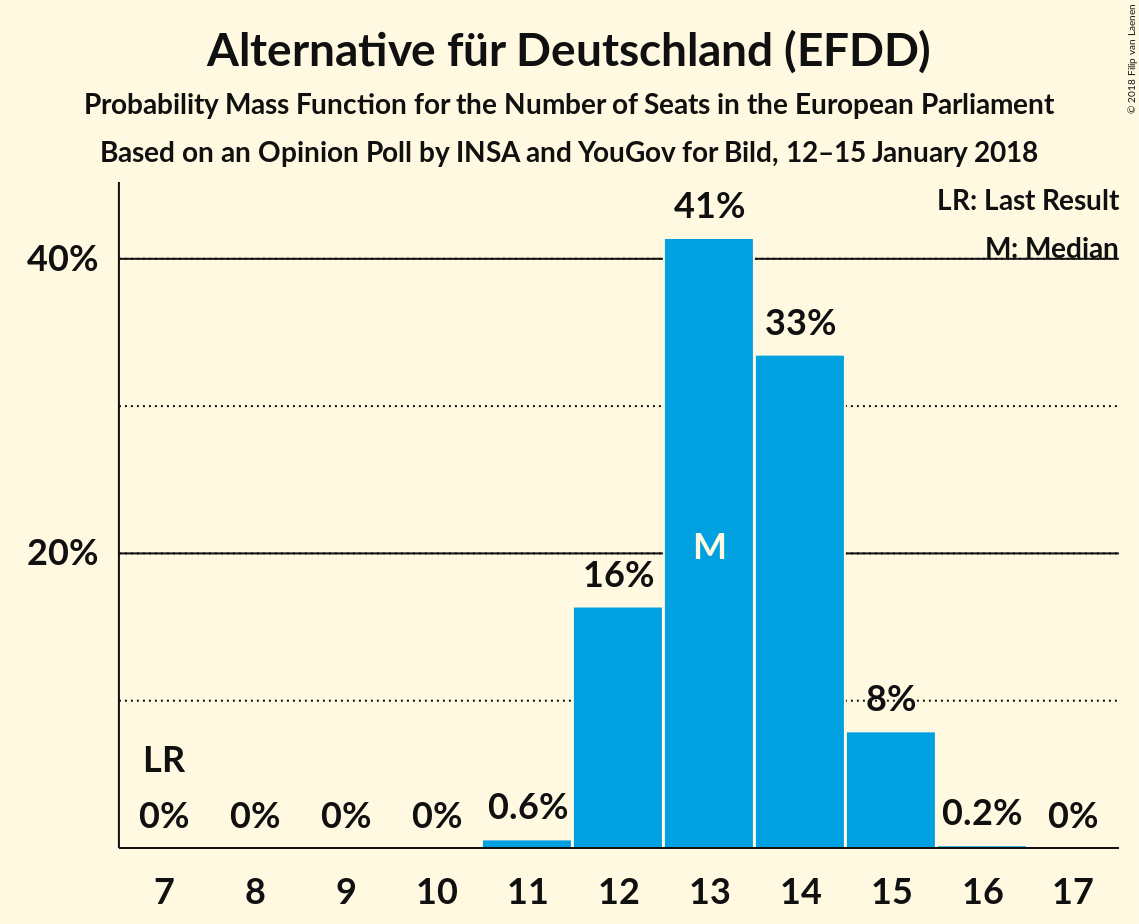 Alternative für Deutschland (EFDD)
Probability Mass Function for the Number of Seats in the European Parliament
Based on an Opinion Poll by INSA and YouGov for Bild, 12–15 January 2018
© 2018 Filip van Laenen
LR: Last Result
M: Median
41%
40%
33%
M
20%
16%
8%
LR
0% 0% 0% 0% 0.6% 0.2% 0%
7 8 9 10 11 12 13 14 15 16 17